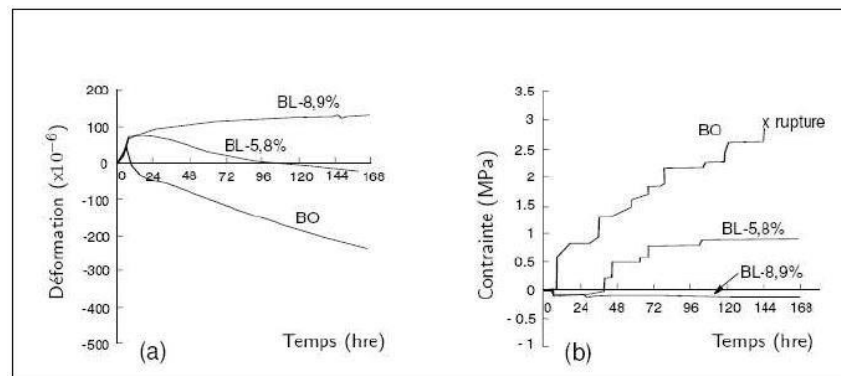 200
100
0
-100
-200
-300
-400
-500
Déformation (x10⁻⁶)
0 24 48 72 96 120 144 168
BL-8,9%
BL-5,8%
BO
Temps (hre)
(a)
3.5
3
2.5
2
1.5
1
0.5
0
- 0.5
- 1
Contrainte (MPa)
0 24 48 72 96 120 144 168
BO
x rupture
BL-5,8%
BL-8,9%
Temps (hre)
(b)